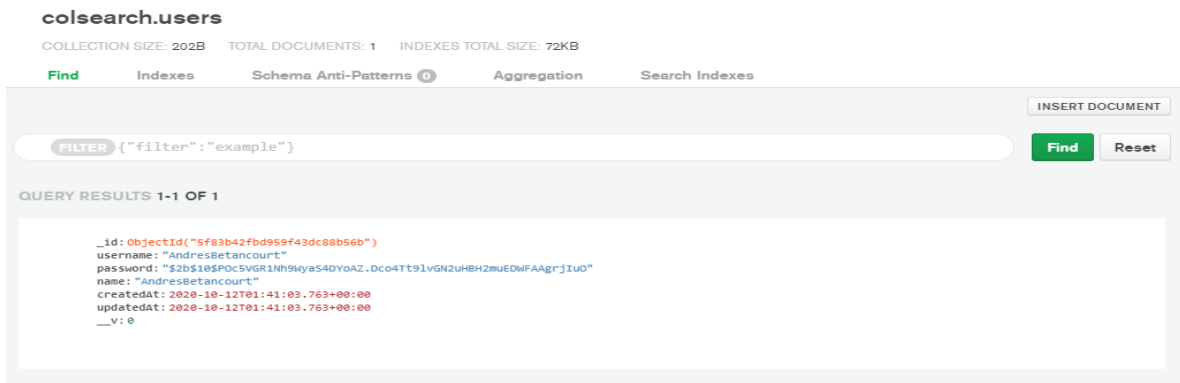 colsearch.users
COLLECTION SIZE: 202B TOTAL DOCUMENTS: 1 INDEXES TOTAL SIZE: 72KB
Find Indexes Schema Anti-Patterns 0 Aggregation Search Indexes
INSERT DOCUMENT
FILTER {"filter":"example"} Find Reset
QUERY RESULTS 1-1 OF 1
_id: ObjectId("5f83b42fbd959f43dc88b56b")
username: "AndresBetancourt"
password: "$2b$10$POc5VGR1Nh9WyaS4DYoAZ.Dco4Tt9lvGN2uHBH2muEDWFAAgrjIuO"
name: "AndresBetancourt"
createdAt: 2020-10-12T01:41:03.763+00:00
updatedAt: 2020-10-12T01:41:03.763+00:00
__v: 0